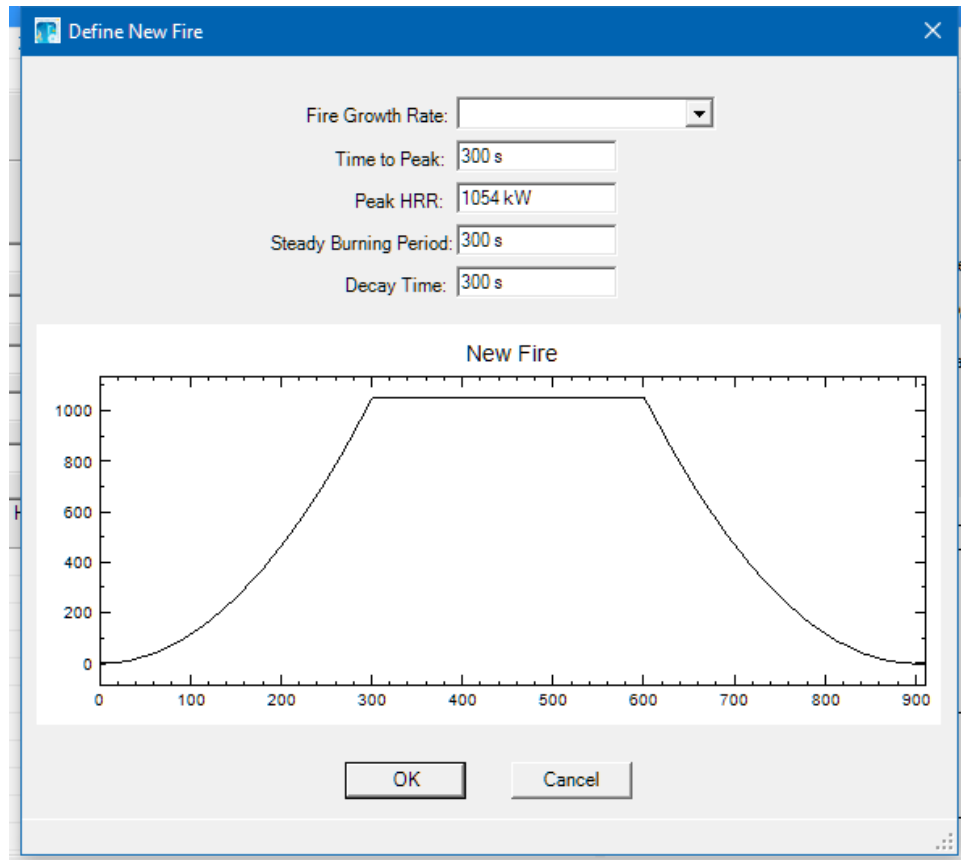 Define New Fire
Fire Growth Rate:
Time to Peak: 300 s
Peak HRR: 1054 kW
Steady Burning Period: 300 s
Decay Time: 300 s
New Fire
1000
800
600
400
200
0
0 100 200 300 400 500 600 700 800 900
OK Cancel